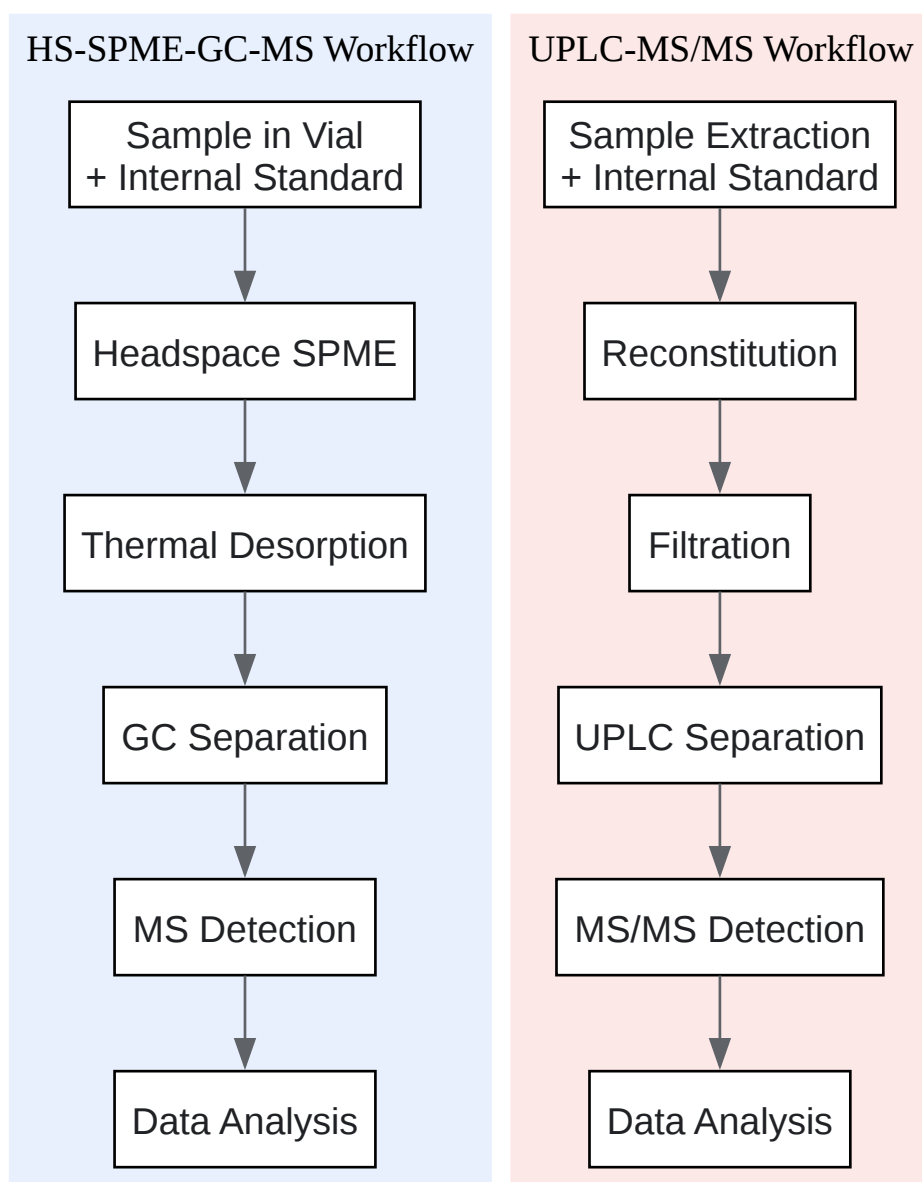 HS-SPME-GC-MS Workflow
Sample in Vial
+ Internal Standard
Headspace SPME
Thermal Desorption
GC Separation
MS Detection
Data Analysis
UPLC-MS/MS Workflow
Sample Extraction
+ Internal Standard
Reconstitution
Filtration
UPLC Separation
MS/MS Detection
Data Analysis